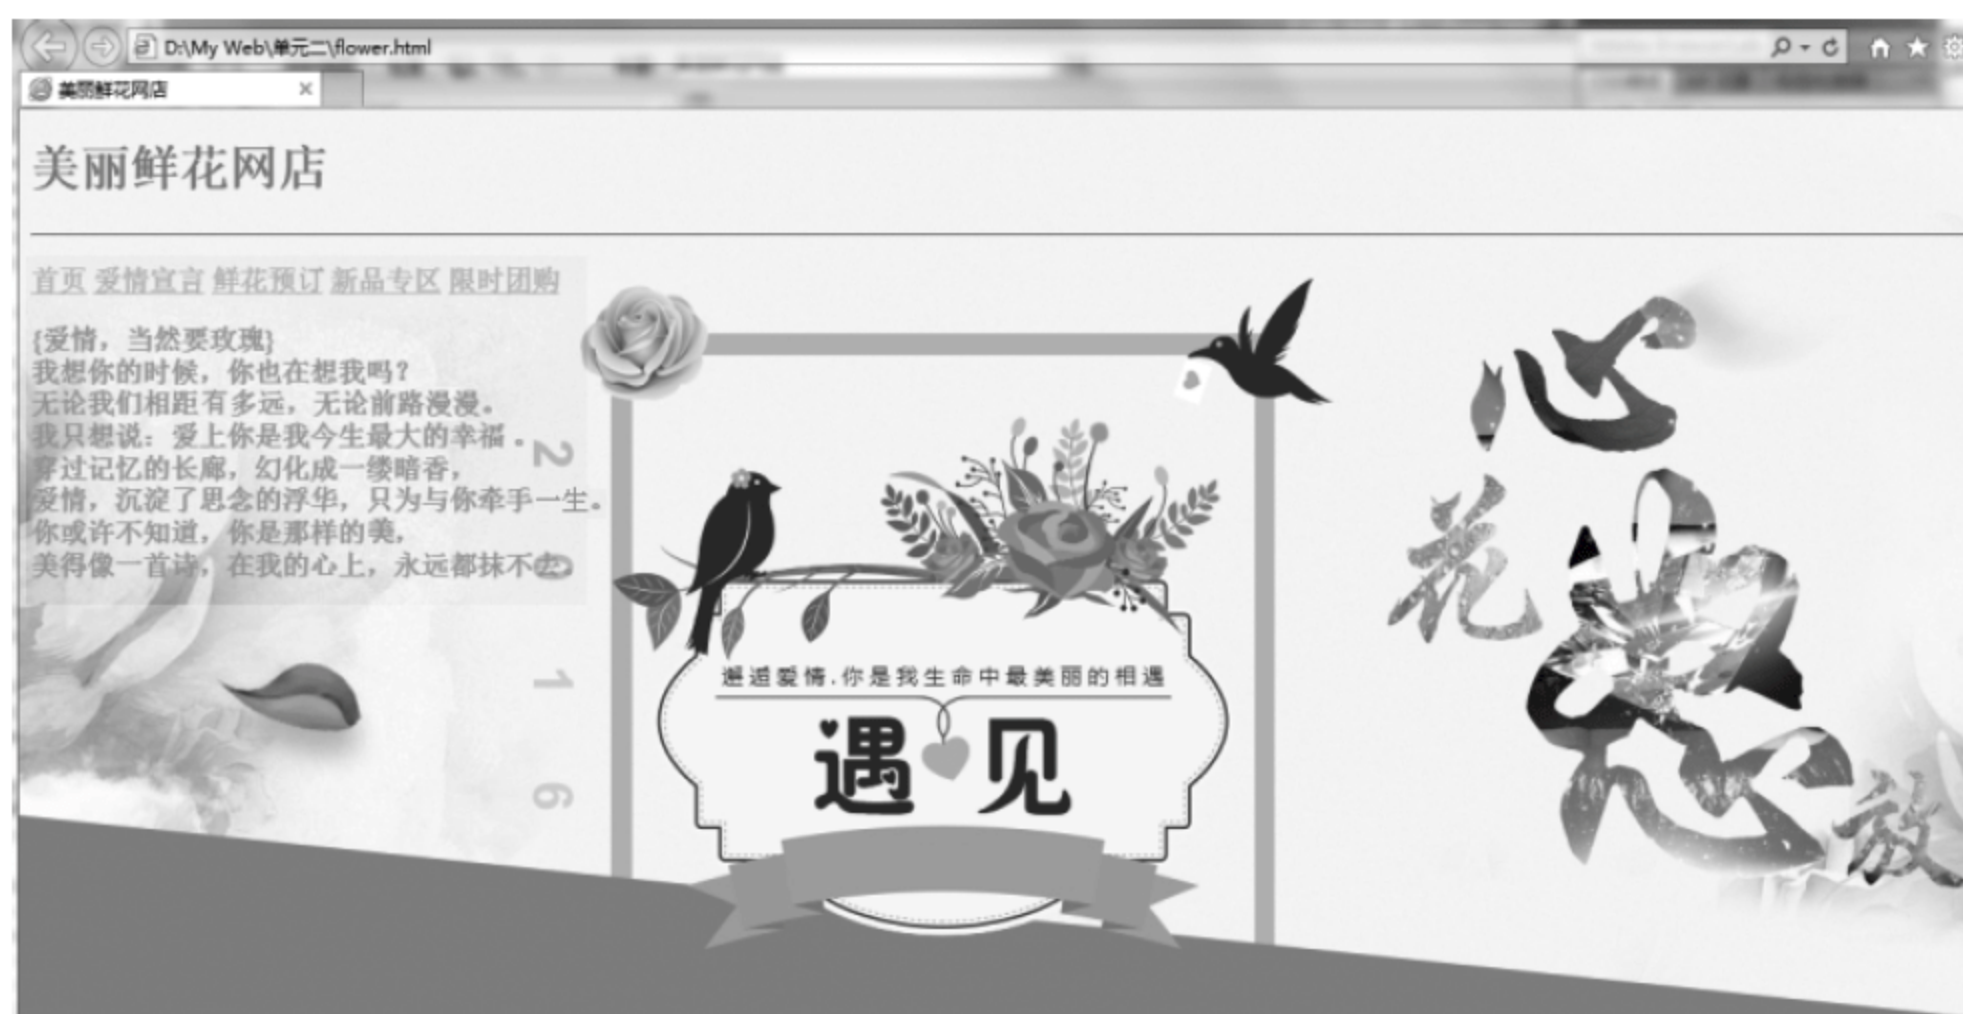 D:\My Web\单元二\flower.html
美丽鲜花网店
美丽鲜花网店
首页 爱情宣言 鲜花预订 新品专区 限时团购
{爱情，当然要玫瑰}
我想你的时候，你也在想我吗？
无论我们相距有多远，无论前路漫漫。
我只想说：爱上你是我今生最大的幸福 。
穿过记忆的长廊，幻化成一缕暗香，
爱情，沉淀了思念的浮华，只为与你牵手一生。
你或许不知道，你是那样的美，
美得像一首诗，在我的心上，永远都抹不去。
2016
邂逅爱情.你是我生命中最美丽的相遇
遇见
心
花
怒
放